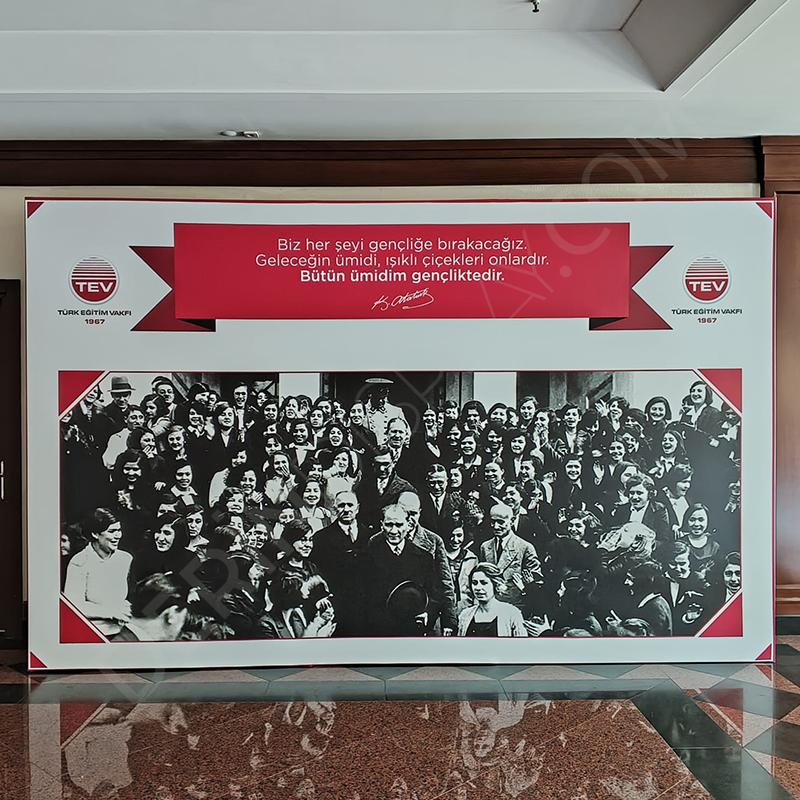 Biz her şeyi gençliğe bırakacağız.
Geleceğin ümidi, ışıklı çiçekleri onlardır.
Bütün ümidim gençliktedir.
K. Atatürk
TEV
TÜRK EĞİTİM VAKFI
1967
TEV
TÜRK EĞİTİM VAKFI
1967